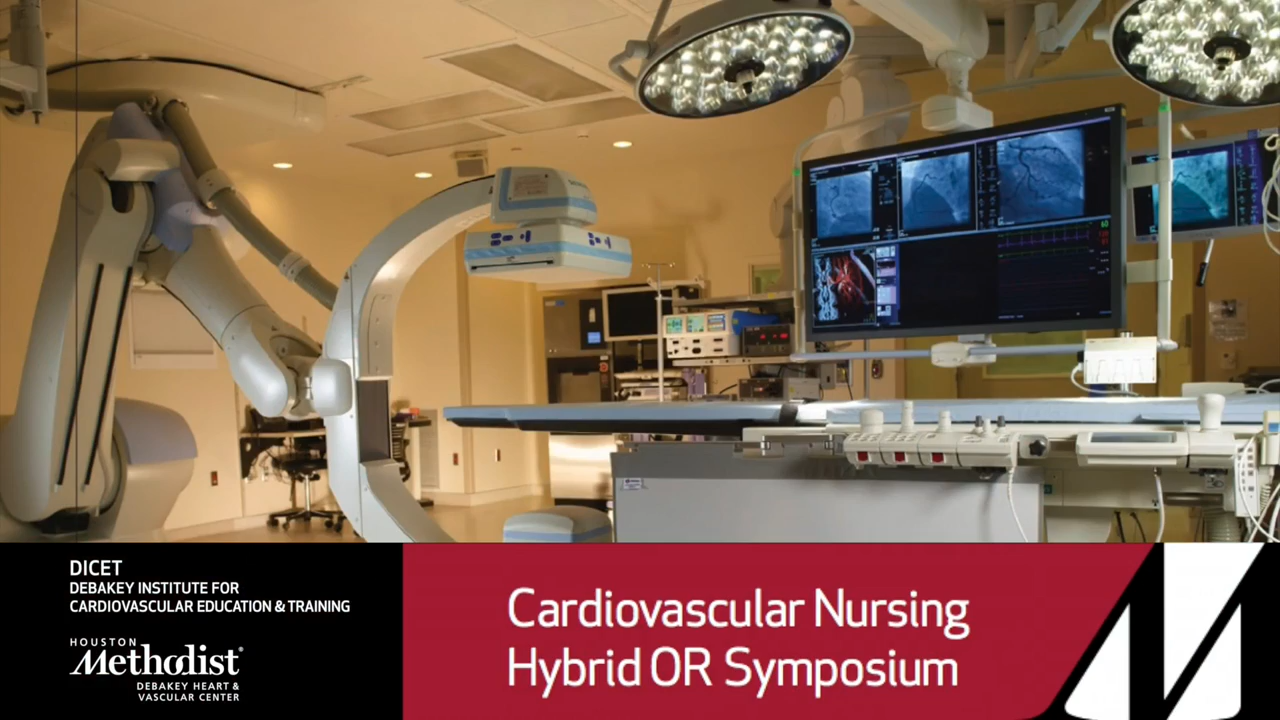 DICET
DEBAKEY INSTITUTE FOR
CARDIOVASCULAR EDUCATION & TRAINING
HOUSTON
Methodist®
DEBAKEY HEART &
VASCULAR CENTER
Cardiovascular Nursing
Hybrid OR Symposium